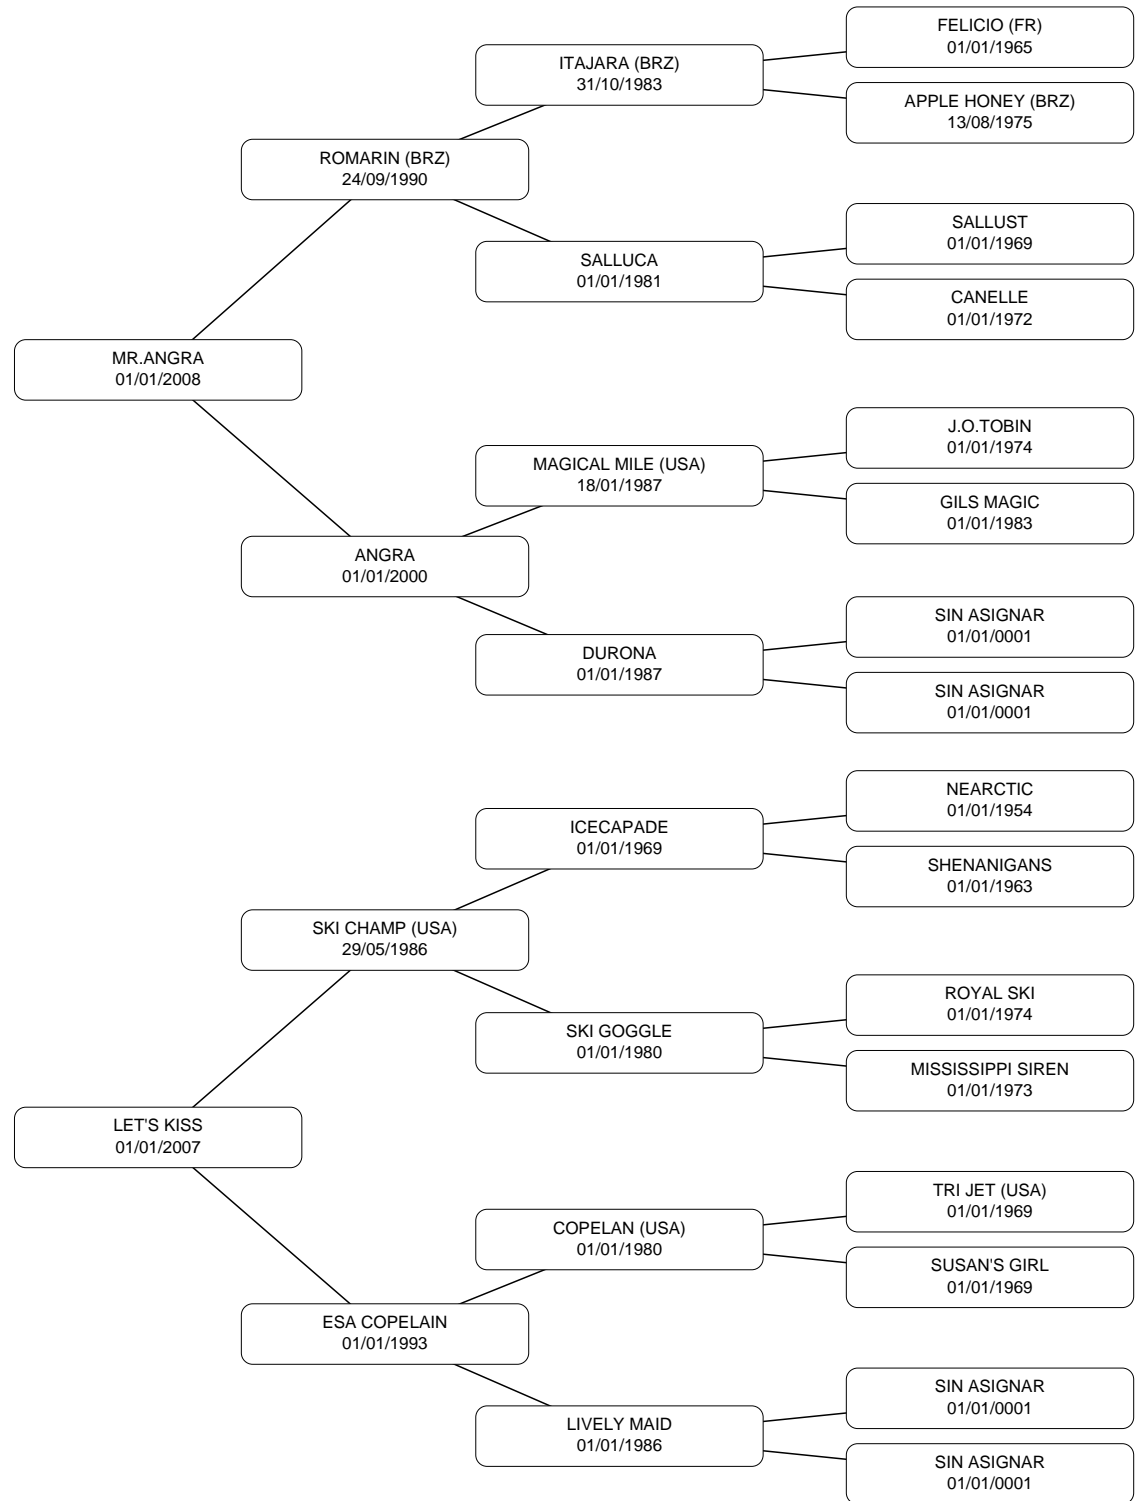 FELICIO (FR)
01/01/1965
ITAJARA (BRZ)
31/10/1983
APPLE HONEY (BRZ)
13/08/1975
ROMARIN (BRZ)
24/09/1990
SALLUST
01/01/1969
SALLUCA
01/01/1981
CANELLE
01/01/1972
MR.ANGRA
01/01/2008
J.O.TOBIN
01/01/1974
MAGICAL MILE (USA)
18/01/1987
GILS MAGIC
01/01/1983
ANGRA
01/01/2000
SIN ASIGNAR
01/01/0001
DURONA
01/01/1987
SIN ASIGNAR
01/01/0001
NEARCTIC
01/01/1954
ICECAPADE
01/01/1969
SHENANIGANS
01/01/1963
SKI CHAMP (USA)
29/05/1986
ROYAL SKI
01/01/1974
SKI GOGGLE
01/01/1980
MISSISSIPPI SIREN
01/01/1973
LET'S KISS
01/01/2007
TRI JET (USA)
01/01/1969
COPELAN (USA)
01/01/1980
SUSAN'S GIRL
01/01/1969
ESA COPELAIN
01/01/1993
SIN ASIGNAR
01/01/0001
LIVELY MAID
01/01/1986
SIN ASIGNAR
01/01/0001